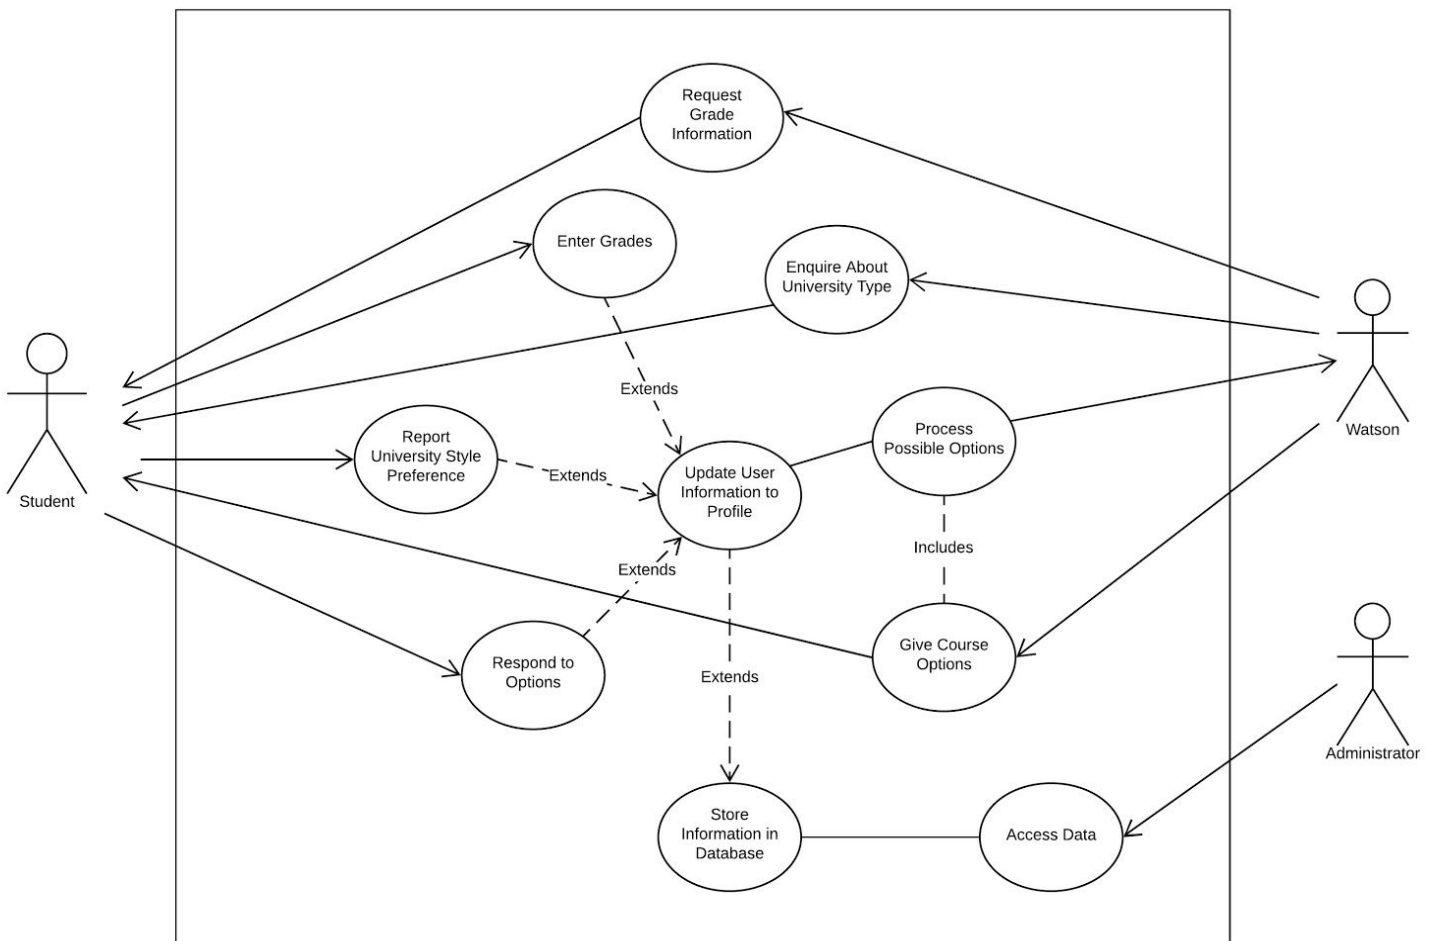 Request
Grade
Information
Enter Grades
Enquire About
University Type
Extends
Process
Possible Options
Watson
Report
University Style
Preference
Extends
Update User
Information to
Profile
Student
Includes
Extends
Respond to
Options
Give Course
Options
Extends
Administrator
Store
Information in
Database
Access Data